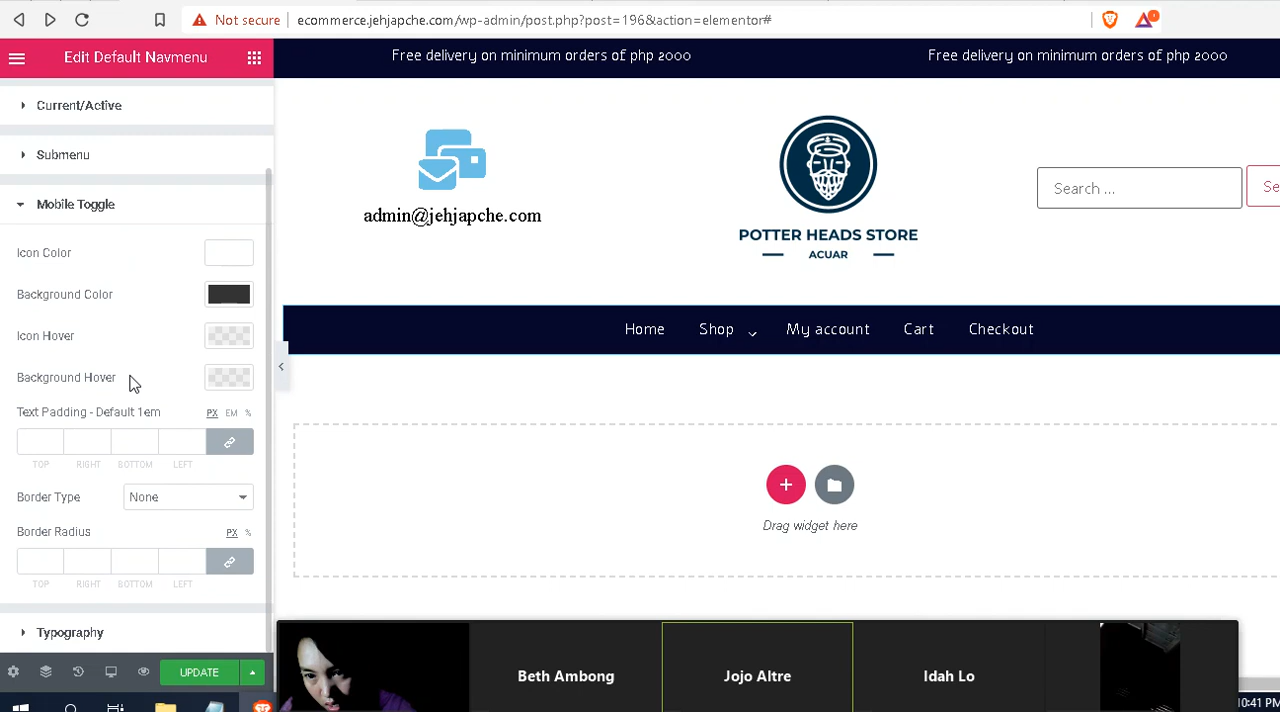 Not secure
ecommerce.jehjapche.com/wp-admin/post.php?post=196&action=elementor#
Edit Default Navmenu
Current/Active
Submenu
Mobile Toggle
Icon Color
Background Color
Icon Hover
Background Hover
Text Padding - Default 1em
PX EM %
TOP RIGHT BOTTOM LEFT
Border Type
None
Border Radius
PX %
TOP RIGHT BOTTOM LEFT
Typography
UPDATE
Free delivery on minimum orders of php 2000
Free delivery on minimum orders of php 2000
admin@jehjapche.com
POTTER HEADS STORE
ACUAR
Search ...
Se
Home Shop My account Cart Checkout
Drag widget here
Beth Ambong
Jojo Altre
Idah Lo
10:41 PM